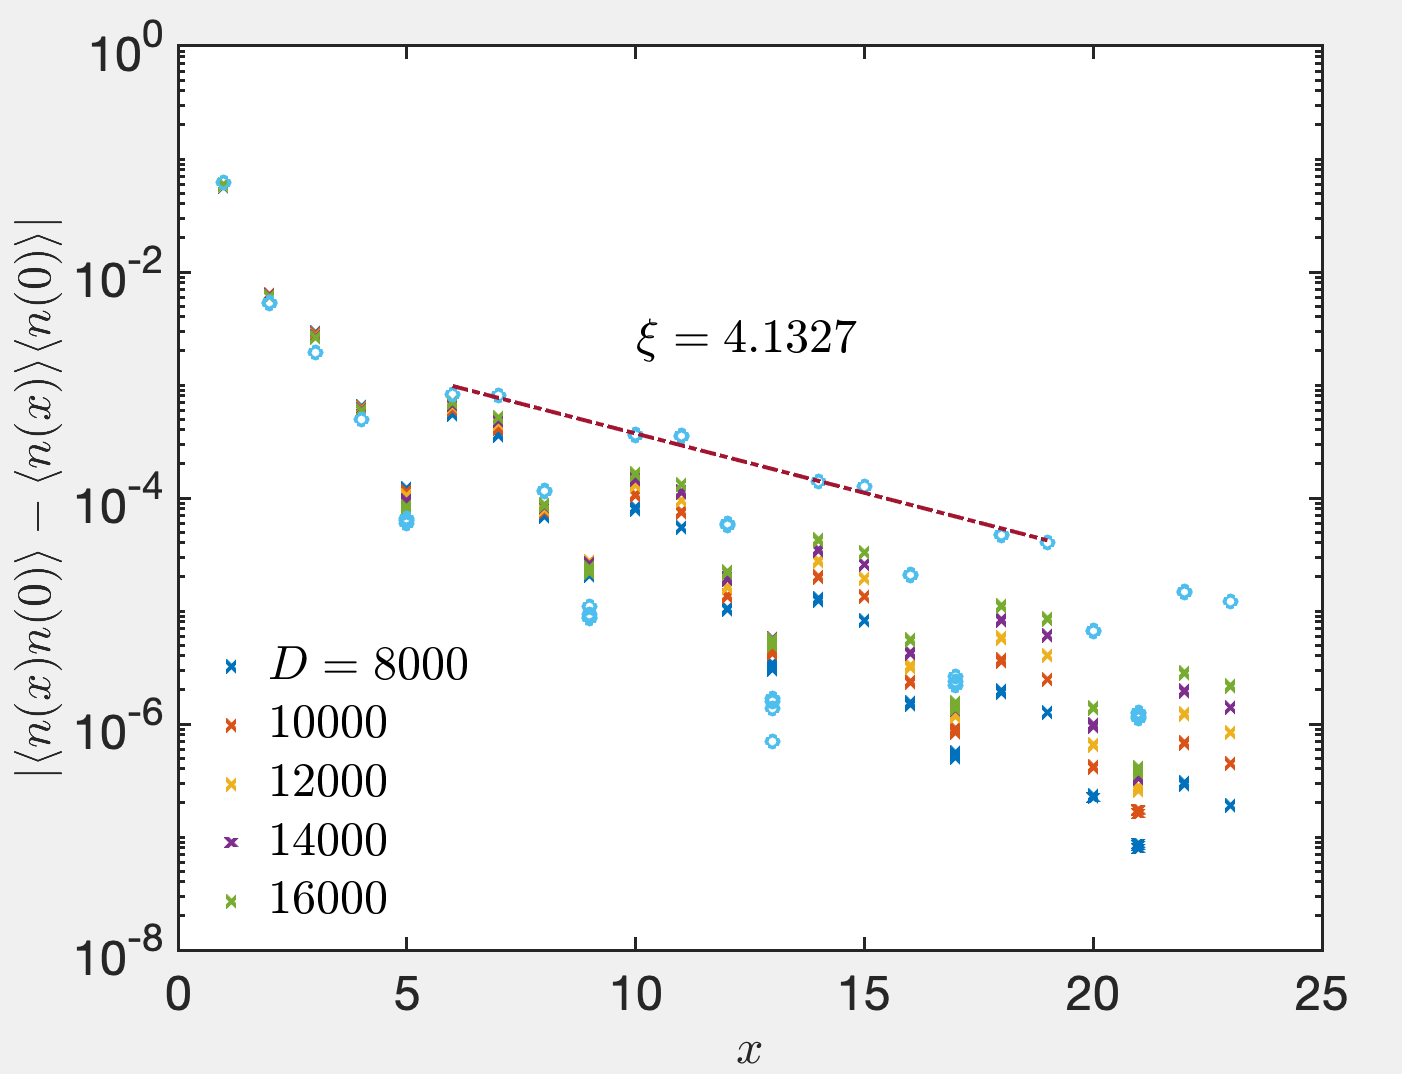 10^0
10^-2
10^-4
10^-6
10^-8
|⟨n(x)n(0)⟩ − ⟨n(x)⟩⟨n(0)⟩|
ξ = 4.1327
D = 8000
10000
12000
14000
16000
0 5 10 15 20 25
x